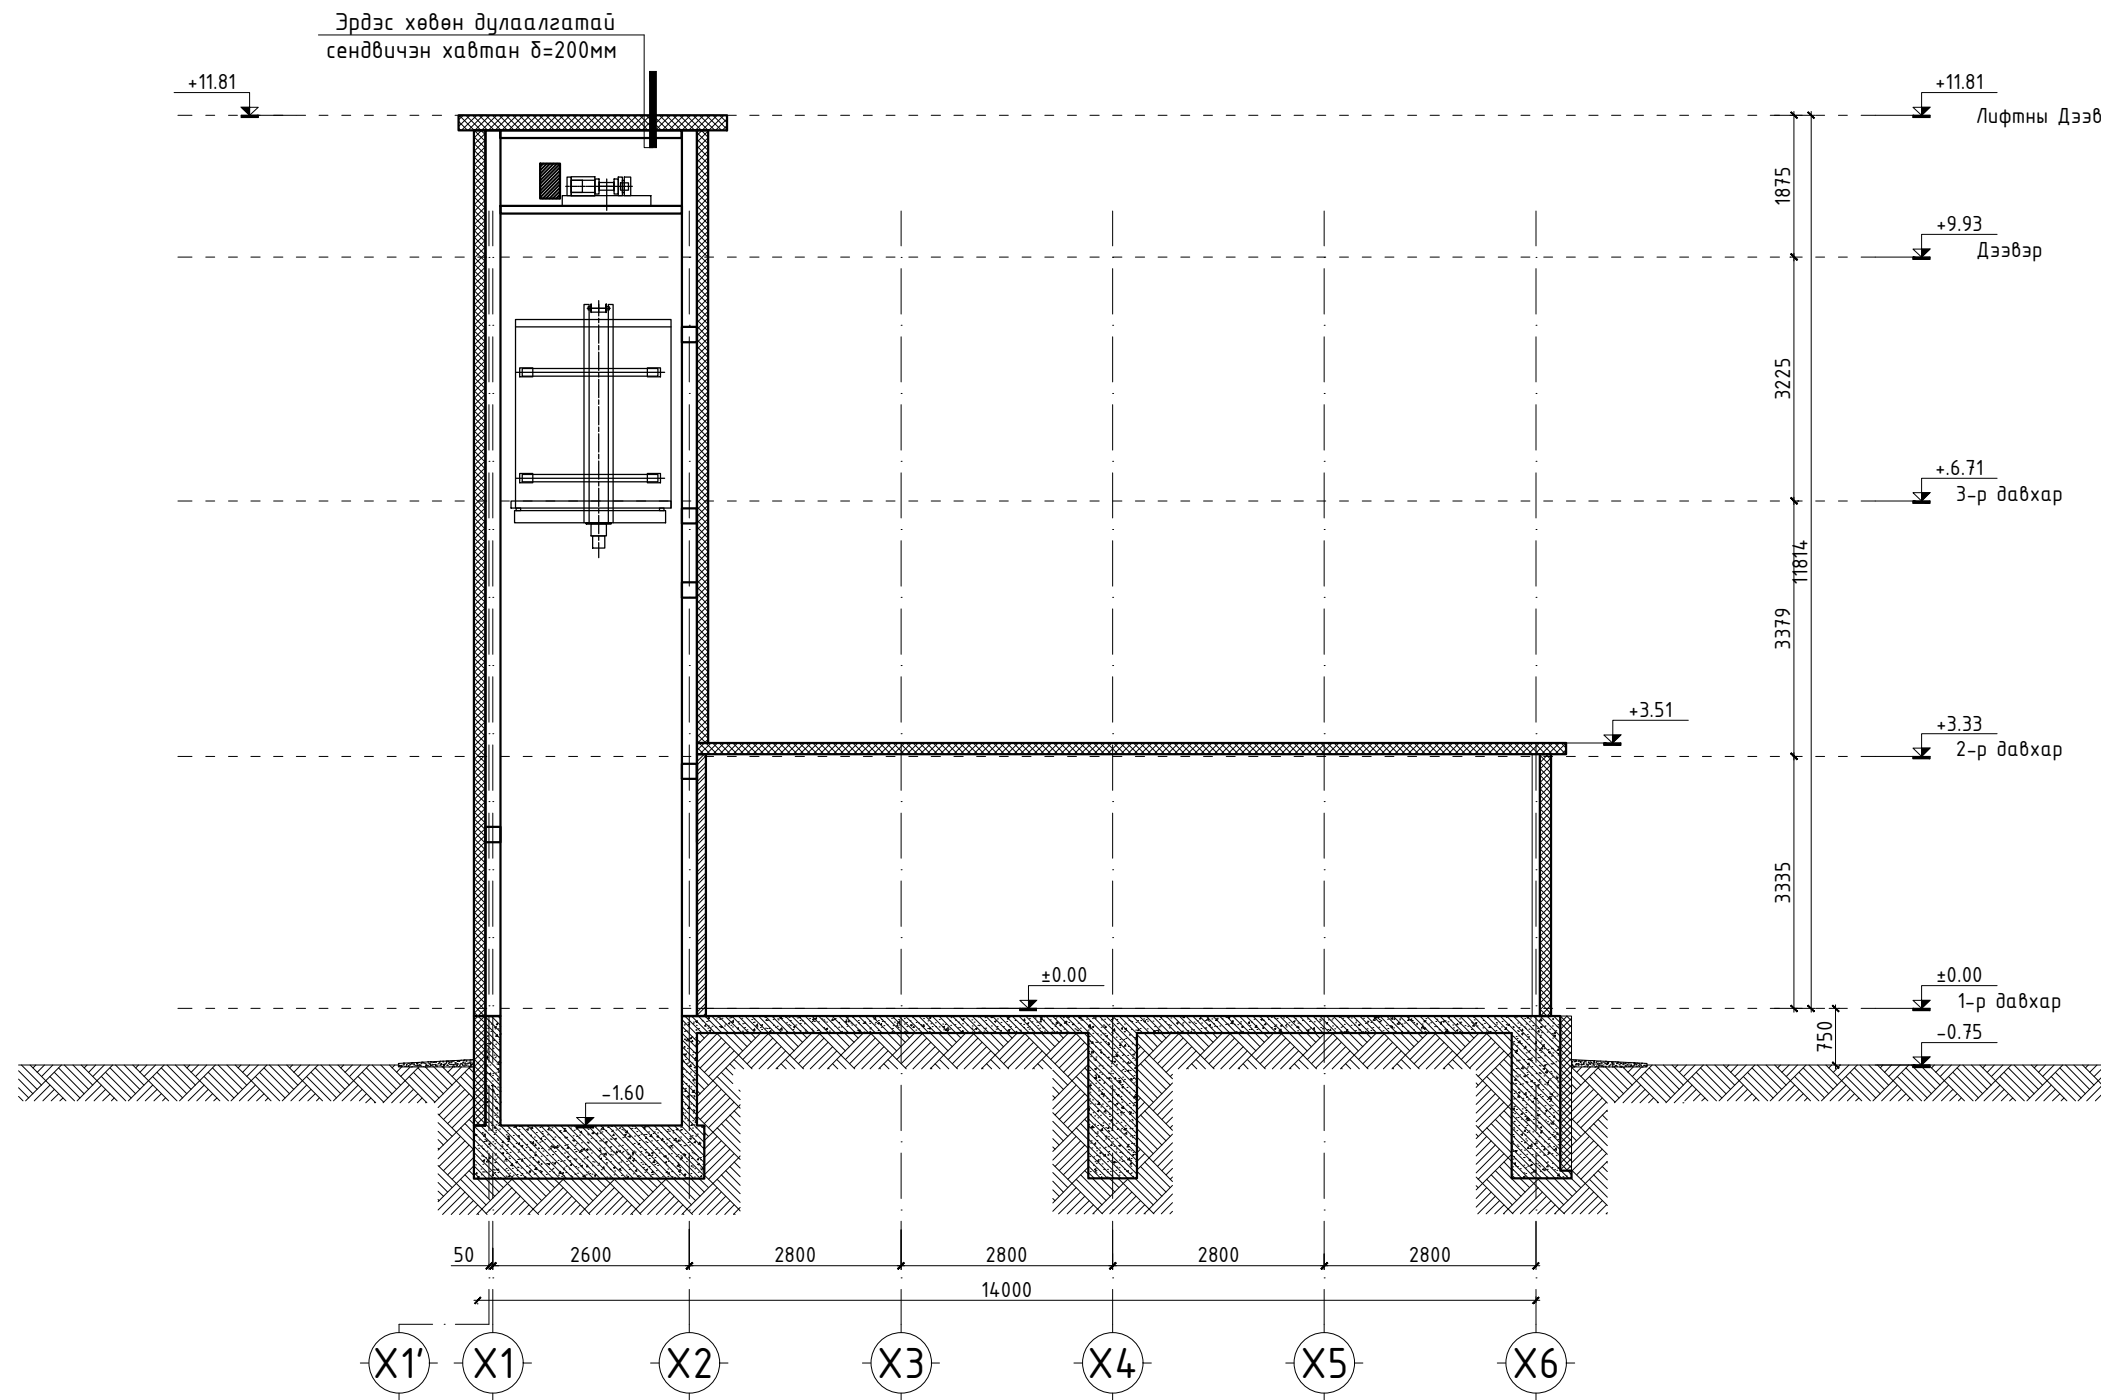 Эрдэс хөвөн дулаалгатай
сендвичэн хавтан δ=200мм
+11.81
+11.81
Лифтны Дээв
1875
+9.93
Дээвэр
3225
+.6.71
3-р давхар
11814
3379
+3.51
+3.33
2-р давхар
3335
±0.00
±0.00
1-р давхар
750
-0.75
-1.60
50
2600
2800
2800
2800
2800
14000
X1'
X1
X2
X3
X4
X5
X6